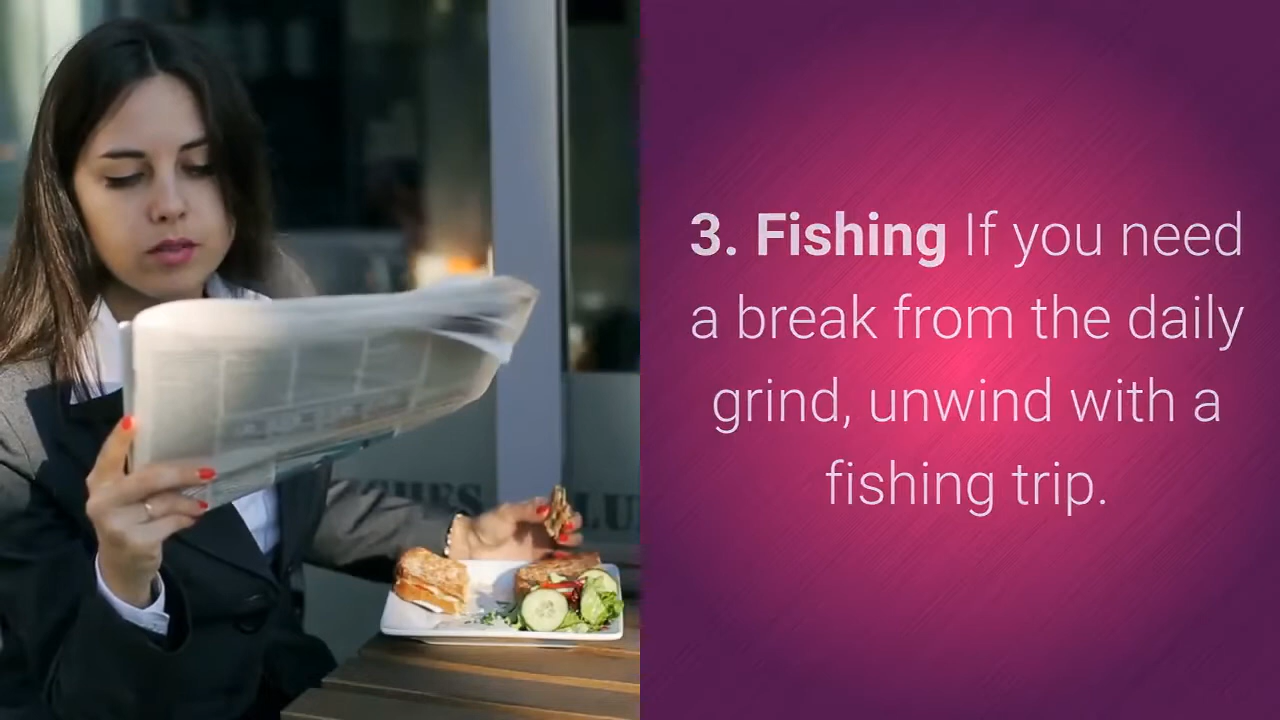 3. Fishing If you need
a break from the daily
grind, unwind with a
fishing trip.